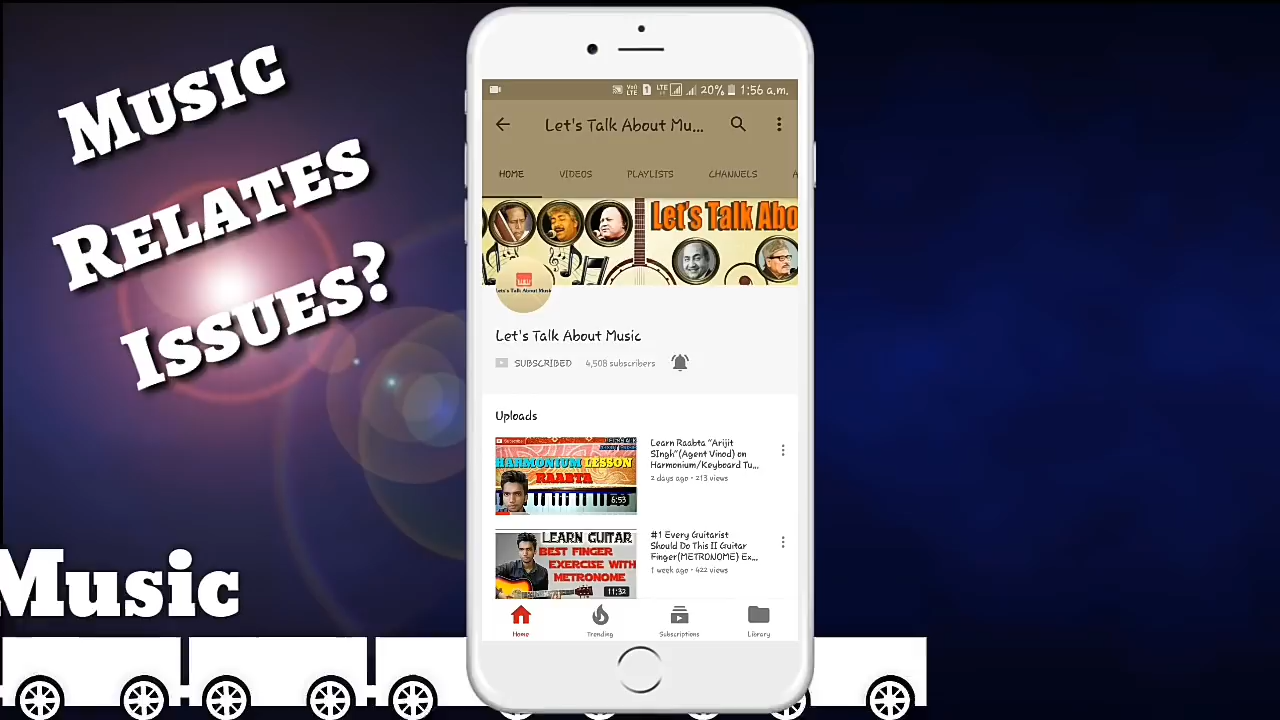 Music
Relates
Issues?
Music
VoD LTE 1 LTE 20% 1:56 a.m.
Let's Talk About Mu...
HOME VIDEOS PLAYLISTS CHANNELS A
Let's Talk Abo
Let's Talk About Music
SUBSCRIBED 4,508 subscribers
Uploads
HARMONIUM LESSON
RAABTA
6:53
Learn Raabta "Arijit
SIngh"(Agent Vinod) on
Harmonium/Keyboard Tu...
2 days ago • 213 views
LEARN GUITAR
BEST FINGER
EXERCISE WITH
METRONOME
11:32
#1 Every Guitarist
Should Do This II Guitar
Finger(METRONOME) Ex...
1 week ago • 422 views
Home Trending Subscriptions Library